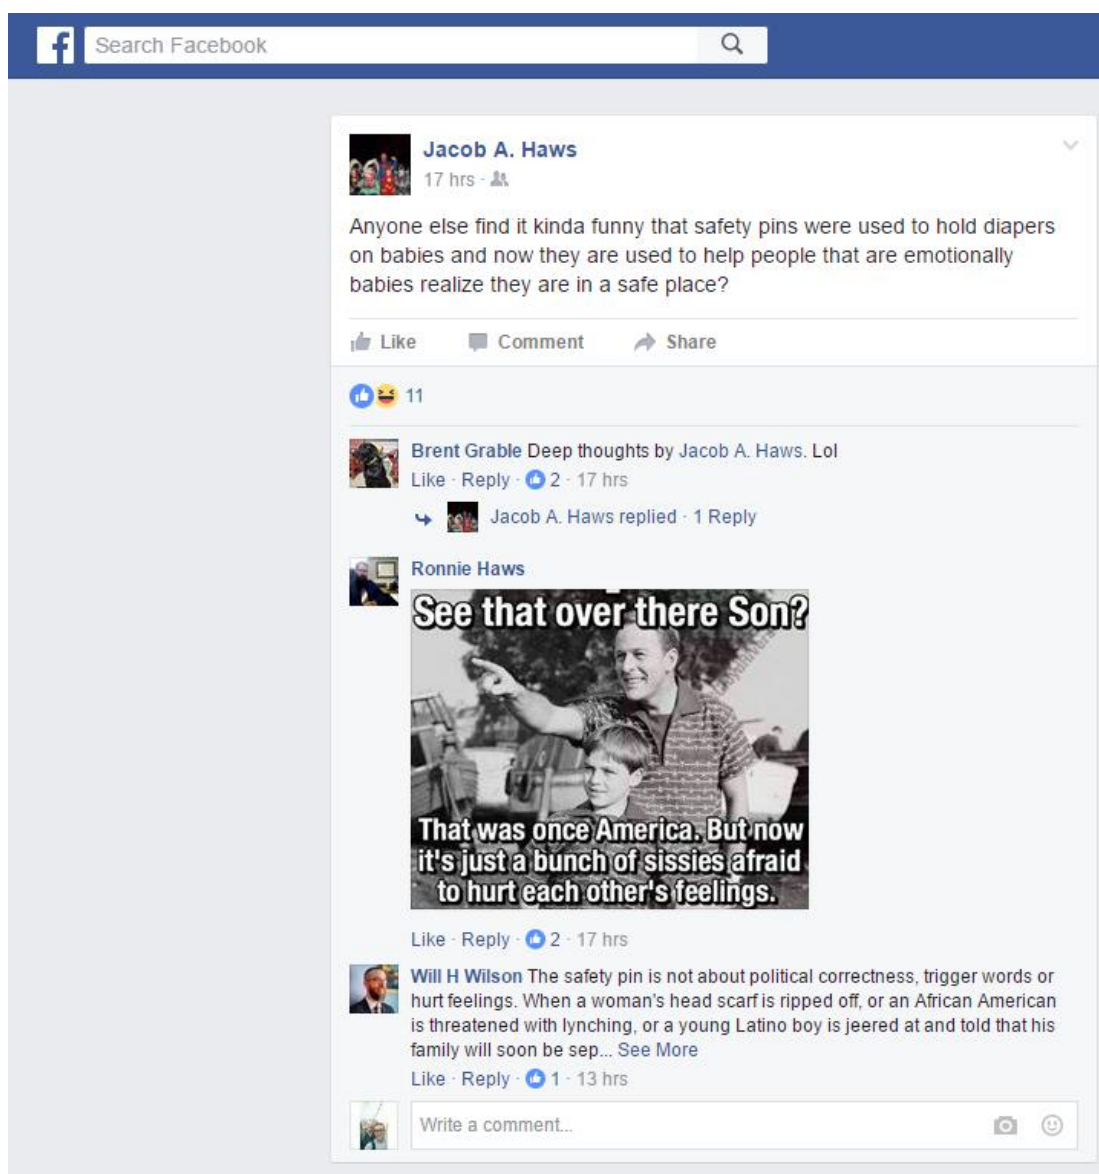 f
Search Facebook
Jacob A. Haws
17 hrs ·
Anyone else find it kinda funny that safety pins were used to hold diapers
on babies and now they are used to help people that are emotionally
babies realize they are in a safe place?
Like Comment Share
11
Brent Grable Deep thoughts by Jacob A. Haws. Lol
Like · Reply · 2 · 17 hrs
Jacob A. Haws replied · 1 Reply
Ronnie Haws
See that over there Son?
That was once America. But now
it's just a bunch of sissies afraid
to hurt each other's feelings.
Like · Reply · 2 · 17 hrs
Will H Wilson The safety pin is not about political correctness, trigger words or
hurt feelings. When a woman's head scarf is ripped off, or an African American
is threatened with lynching, or a young Latino boy is jeered at and told that his
family will soon be sep... See More
Like · Reply · 1 · 13 hrs
Write a comment...